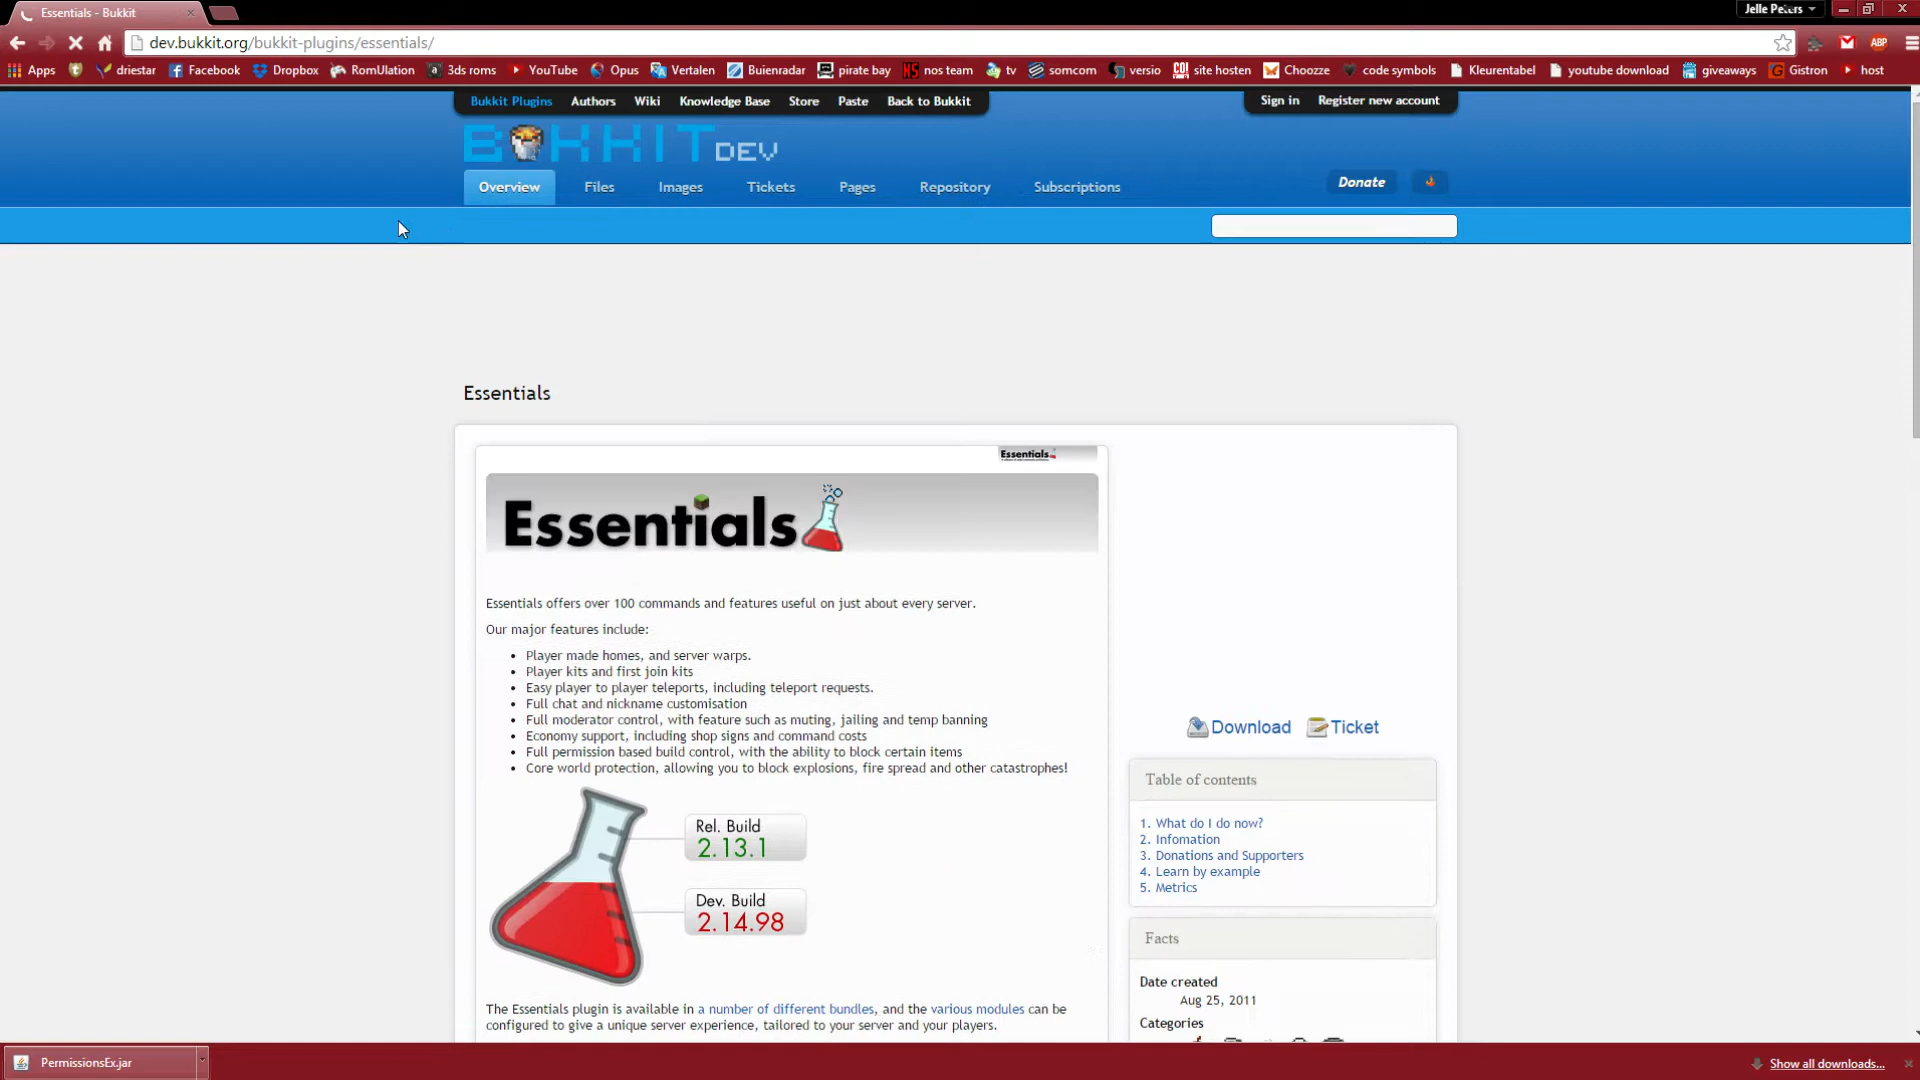 Essentials - Bukkit
Jelle Peters
dev.bukkit.org/bukkit-plugins/essentials/
Apps driestar Facebook Dropbox RomUlation 3ds roms YouTube Opus Vertalen Buienradar pirate bay nos team tv somcom versio site hosten Choozze code symbols Kleurentabel youtube download giveaways Gistron host
Bukkit Plugins Authors Wiki Knowledge Base Store Paste Back to Bukkit Sign in Register new account
BUKKIT DEV
Overview Files Images Tickets Pages Repository Subscriptions Donate
Essentials
Essentials
Essentials
Essentials offers over 100 commands and features useful on just about every server.
Our major features include:
• Player made homes, and server warps.
• Player kits and first join kits
• Easy player to player teleports, including teleport requests.
• Full chat and nickname customisation
• Full moderator control, with feature such as muting, jailing and temp banning
• Economy support, including shop signs and command costs
• Full permission based build control, with the ability to block certain items
• Core world protection, allowing you to block explosions, fire spread and other catastrophes!
Rel. Build
2.13.1
Dev. Build
2.14.98
The Essentials plugin is available in a number of different bundles, and the various modules can be
configured to give a unique server experience, tailored to your server and your players.
Download Ticket
Table of contents
1. What do I do now?
2. Infomation
3. Donations and Supporters
4. Learn by example
5. Metrics
Facts
Date created
Aug 25, 2011
Categories
PermissionsEx.jar
Show all downloads...